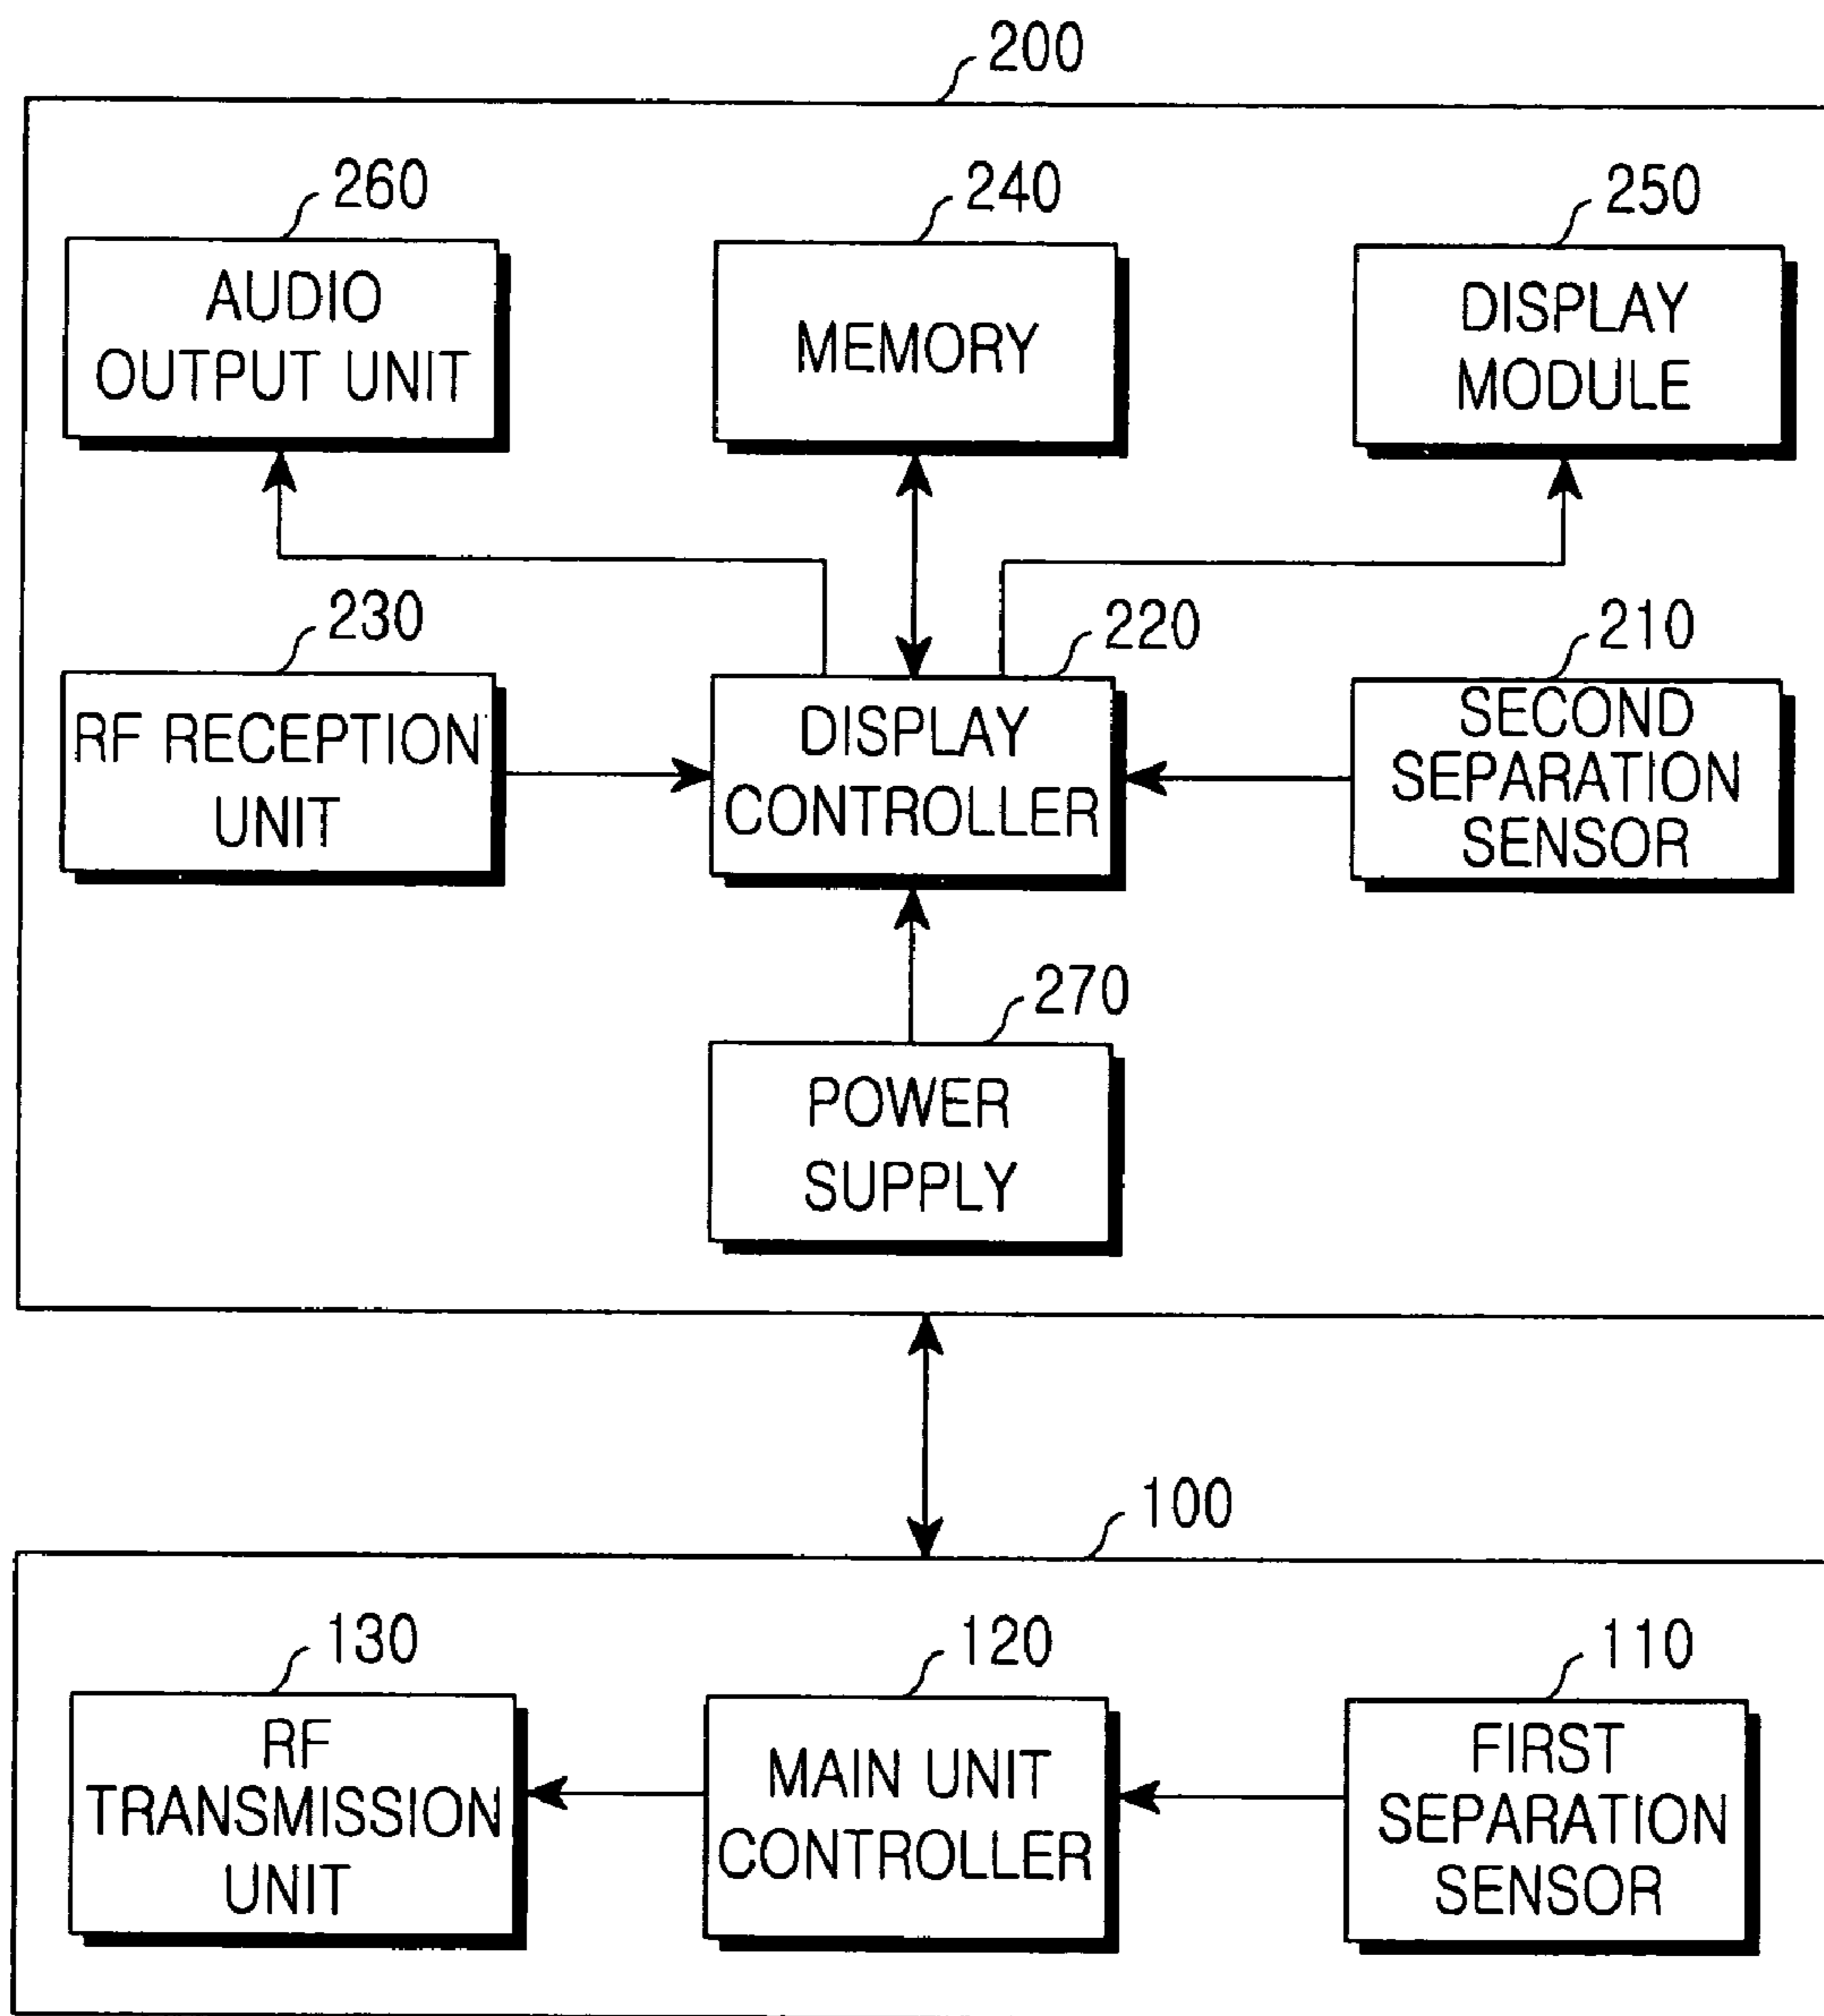 200
260
240
250
AUDIO
OUTPUT UNIT
MEMORY
DISPLAY
MODULE
230
220
210
RF RECEPTION
UNIT
DISPLAY
CONTROLLER
SECOND
SEPARATION
SENSOR
270
POWER
SUPPLY
100
130
120
110
RF
TRANSMISSION
UNIT
MAIN UNIT
CONTROLLER
FIRST
SEPARATION
SENSOR